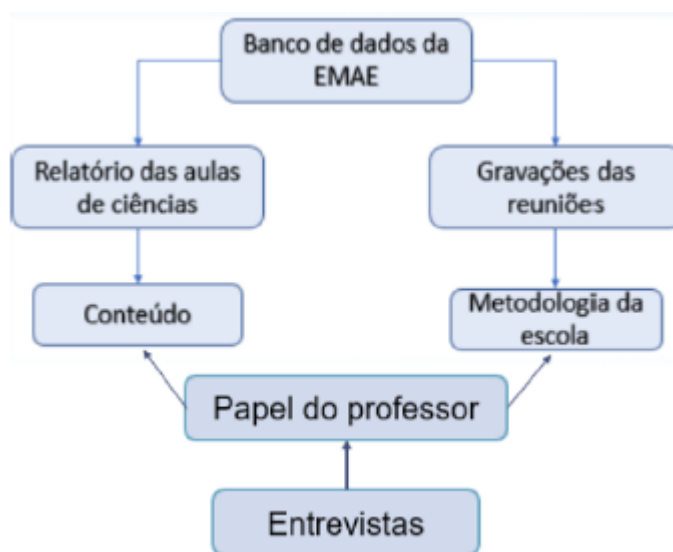 Banco de dados da
EMAE
Relatório das aulas
de ciências
Gravações das
reuniões
Conteúdo
Metodologia da
escola
Papel do professor
Entrevistas